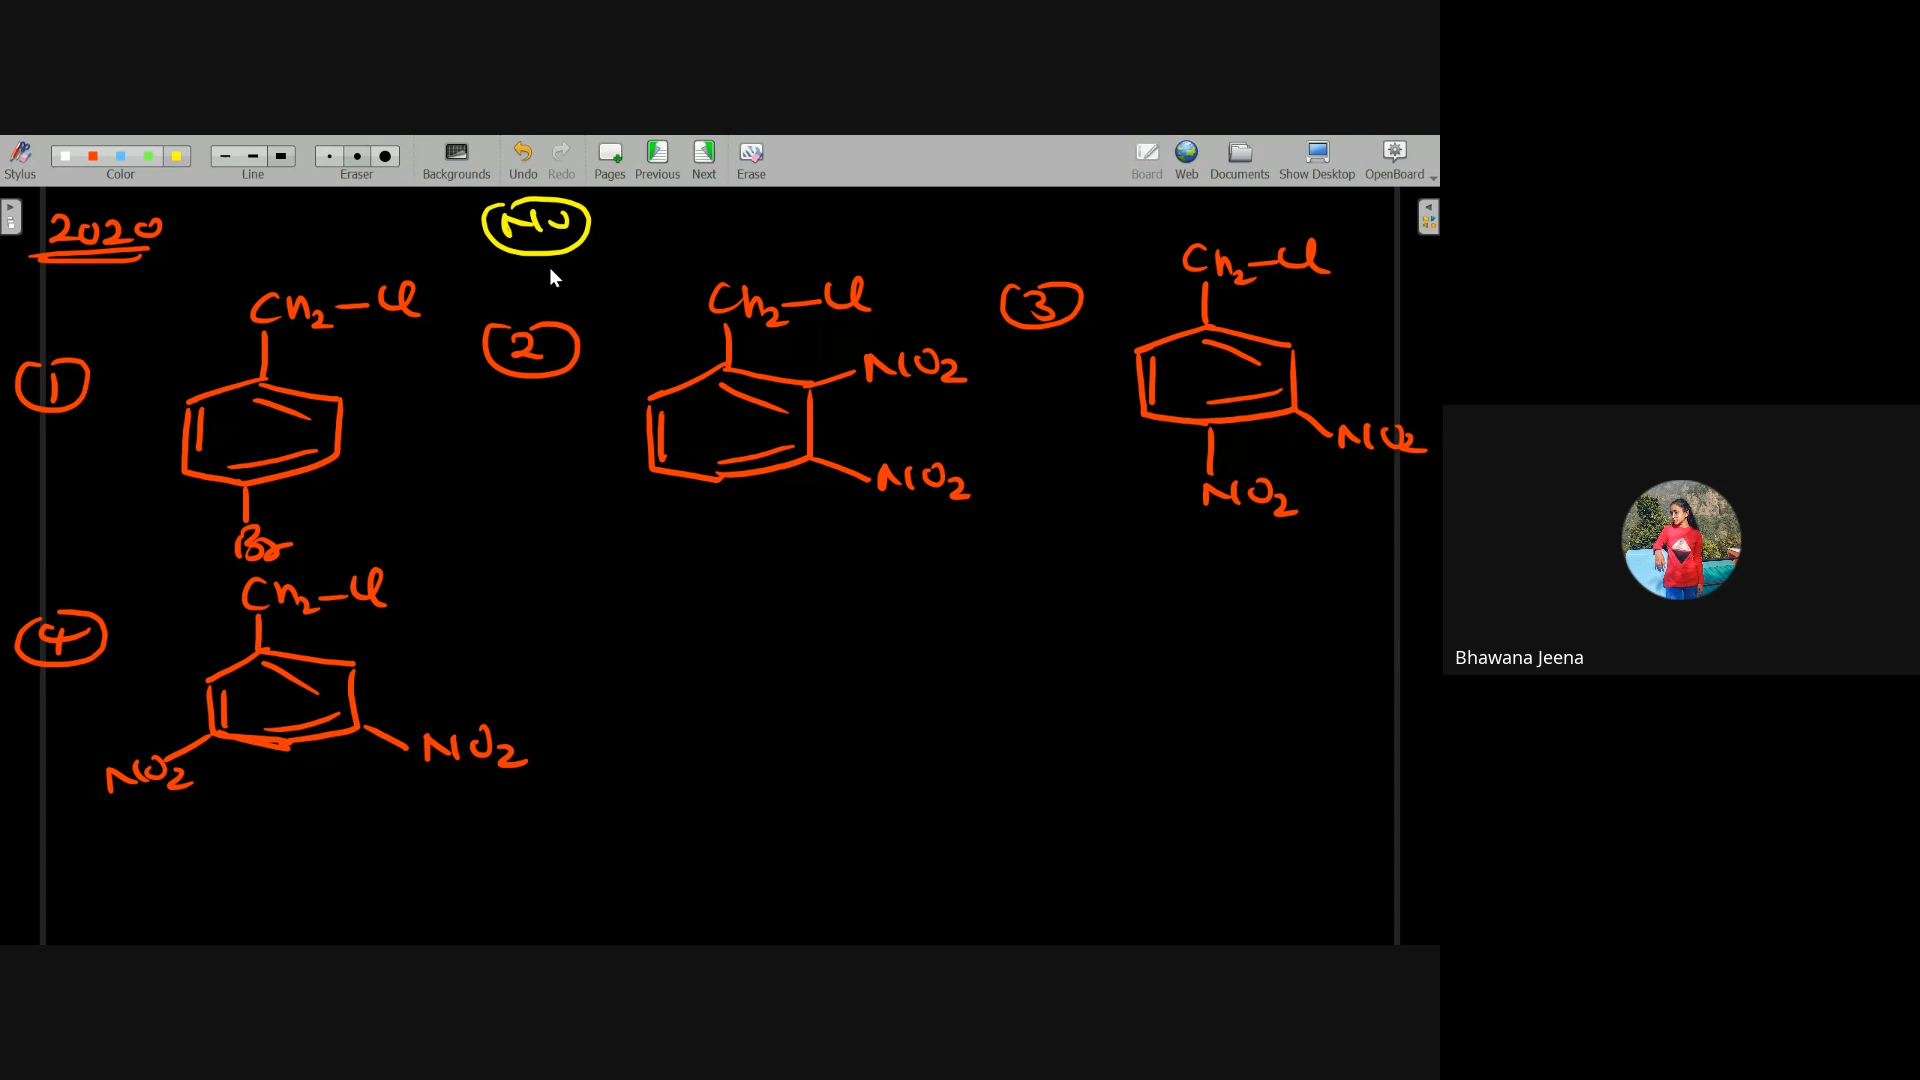 Stylus
Color
Line
Eraser
Backgrounds
Undo
Redo
Pages
Previous
Next
Erase
Board
Web
Documents
Show Desktop
OpenBoard
2020
NU
1
CH2-Cl
Br
2
CH2-Cl
NO2
NO2
3
CH2-Cl
NO2
NO2
4
CH2-Cl
NO2
NO2
Bhawana Jeena